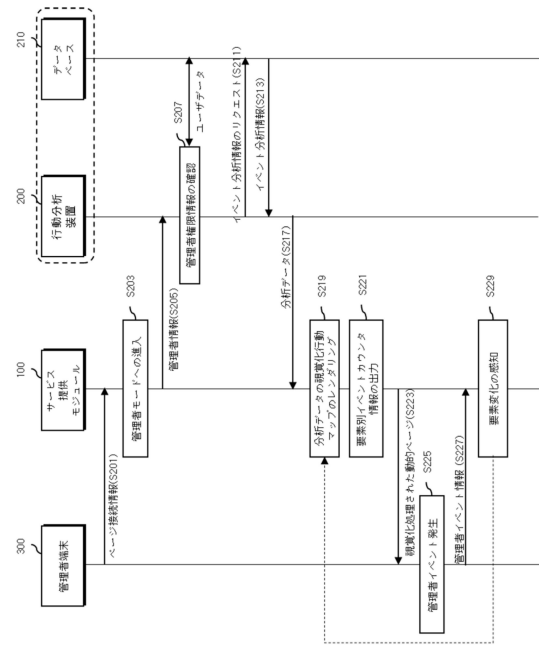 300
管理者端末
100
サービス
提供
モジュール
200
行動分析
装置
210
データ
ベース
ページ接続情報(S201)
S203
管理者モードへの進入
管理者情報(S205)
S207
管理者権限情報の確認
ユーザデータ
イベント分析情報のリクエスト(S211)
イベント分析情報(S213)
分析データ(S217)
S219
分析データの視覚化行動
マップのレンダリング
S221
要素別イベントカウンタ
情報の出力
視覚化処理された動的ページ(S223)
S225
管理者イベント発生
管理者イベント情報 (S227)
S229
要素変化の感知